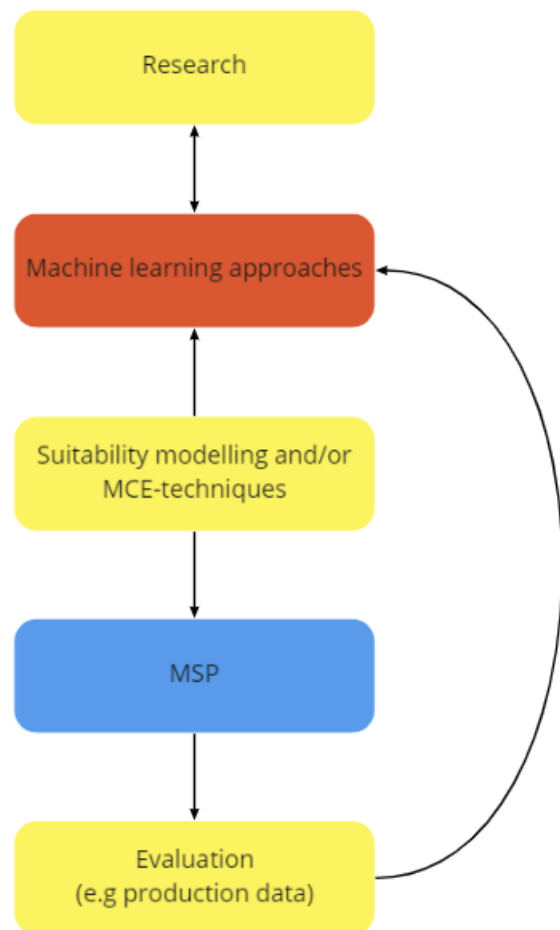 Research
Machine learning approaches
Suitability modelling and/or
MCE-techniques
MSP
Evaluation
(e.g production data)